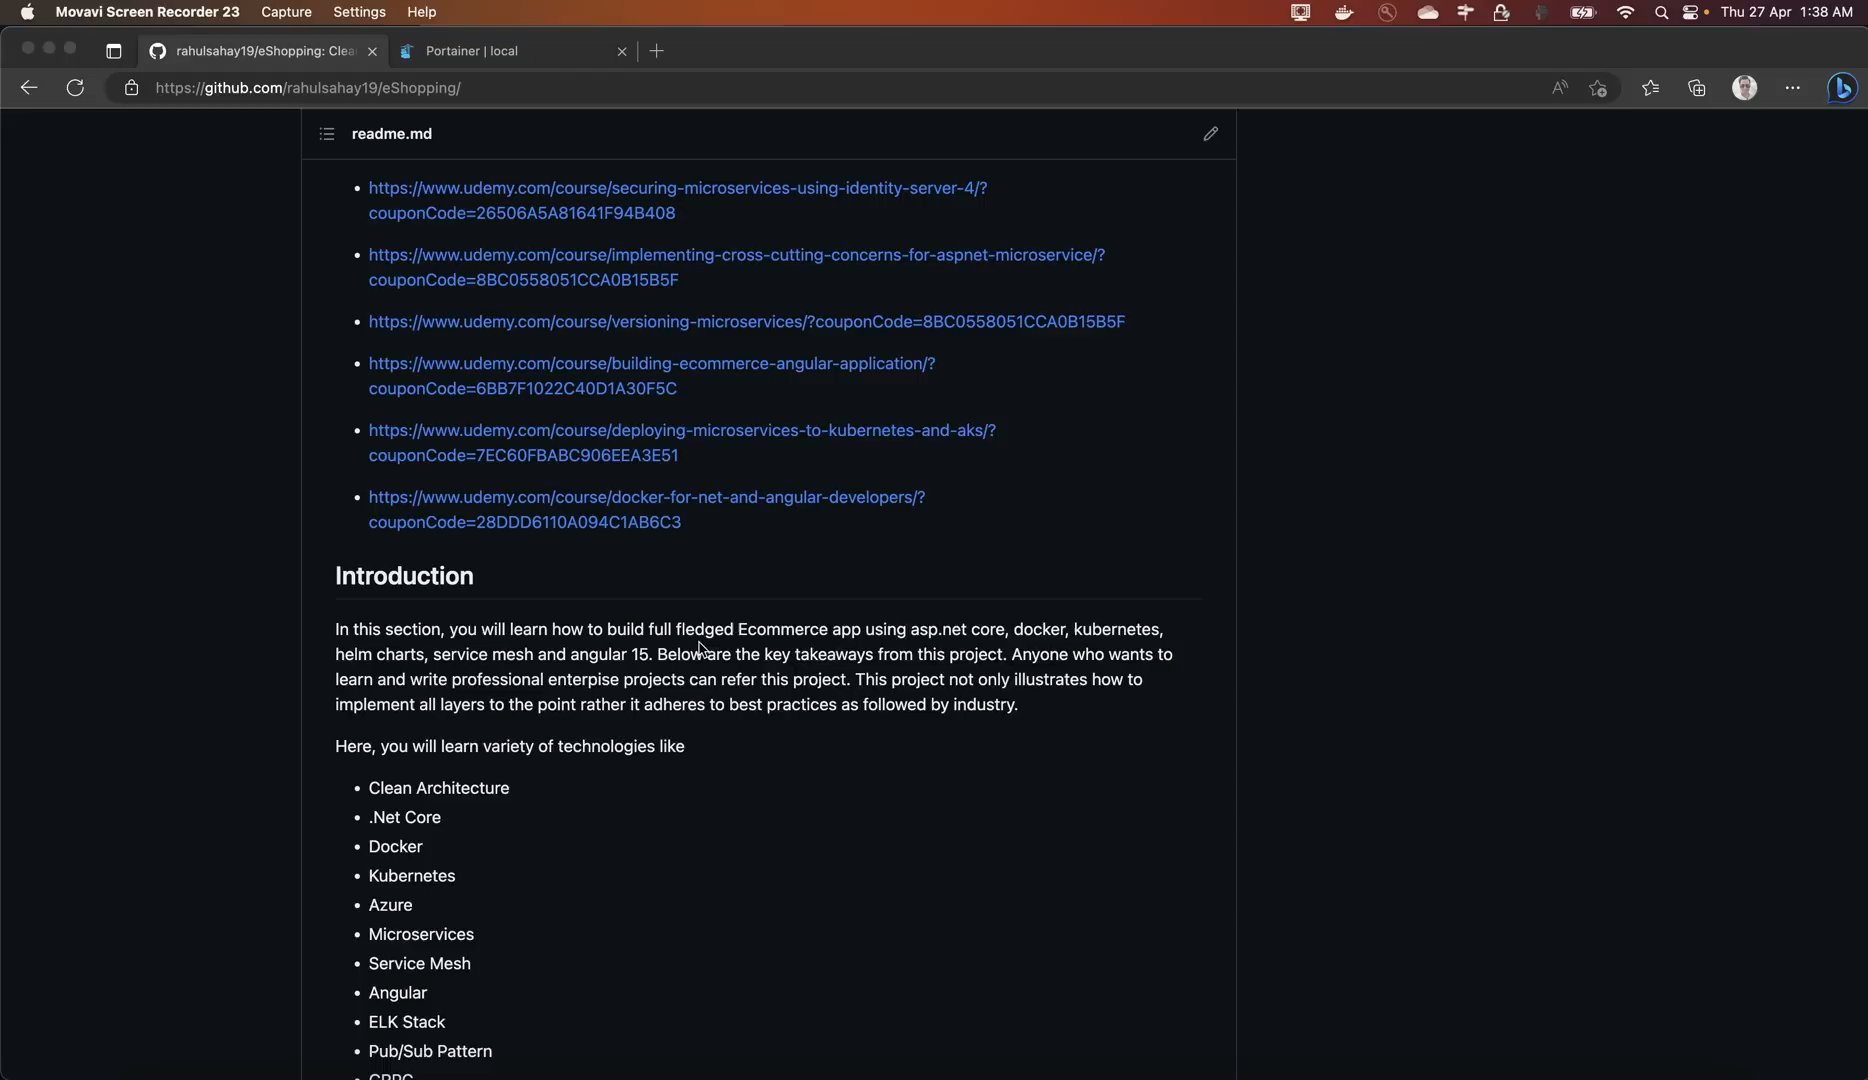 Movavi Screen Recorder 23 Capture Settings Help Thu 27 Apr 1:38 AM
rahulsahay19/eShopping: Clea Portainer | local
https://github.com/rahulsahay19/eShopping/
readme.md
https://www.udemy.com/course/securing-microservices-using-identity-server-4/?
couponCode=26506A5A81641F94B408
https://www.udemy.com/course/implementing-cross-cutting-concerns-for-aspnet-microservice/?
couponCode=8BC0558051CCA0B15B5F
https://www.udemy.com/course/versioning-microservices/?couponCode=8BC0558051CCA0B15B5F
https://www.udemy.com/course/building-ecommerce-angular-application/?
couponCode=6BB7F1022C40D1A30F5C
https://www.udemy.com/course/deploying-microservices-to-kubernetes-and-aks/?
couponCode=7EC60FBABC906EEA3E51
https://www.udemy.com/course/docker-for-net-and-angular-developers/?
couponCode=28DDD6110A094C1AB6C3
Introduction
In this section, you will learn how to build full fledged Ecommerce app using asp.net core, docker, kubernetes,
helm charts, service mesh and angular 15. Below are the key takeaways from this project. Anyone who wants to
learn and write professional enterpise projects can refer this project. This project not only illustrates how to
implement all layers to the point rather it adheres to best practices as followed by industry.
Here, you will learn variety of technologies like
• Clean Architecture
• .Net Core
• Docker
• Kubernetes
• Azure
• Microservices
• Service Mesh
• Angular
• ELK Stack
• Pub/Sub Pattern